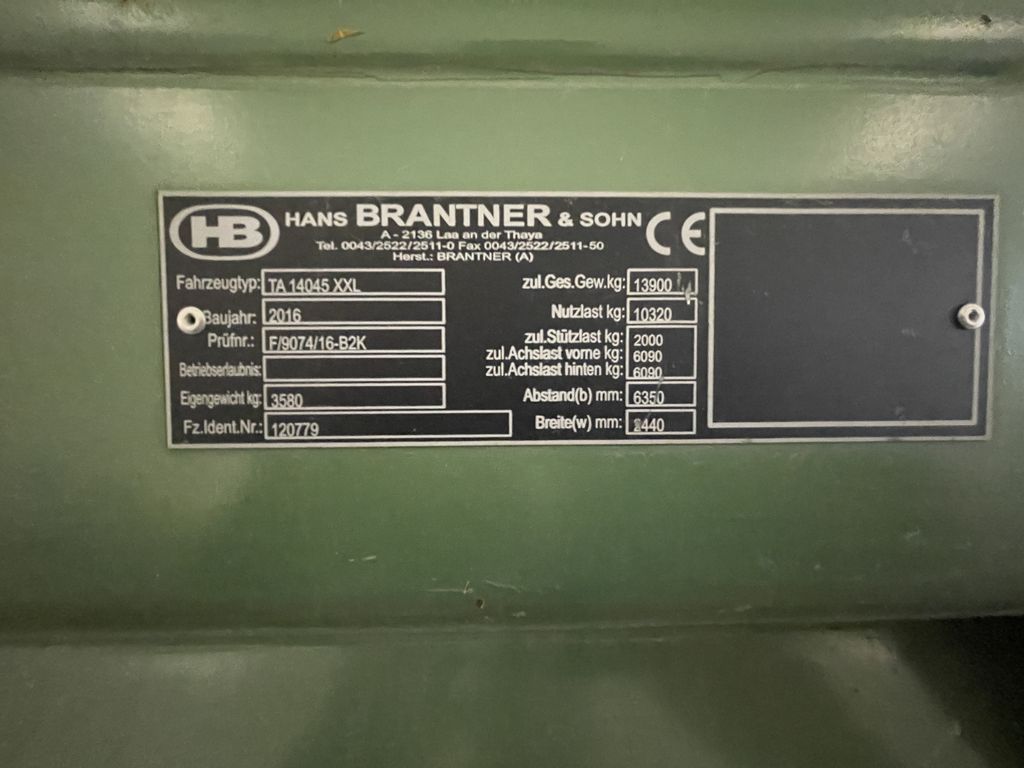 HB HANS BRANTNER & SOHN CE
A - 2136 Laa an der Thaya
Tel. 0043/2522/2511-0 Fax 0043/2522/2511-50
Herst.: BRANTNER (A)
Fahrzeugtyp: TA 14045 XXL
Baujahr: 2016
Prüfnr.: F/9074/16-B2K
Betriebserlaubnis:
Eigengewicht kg: 3580
Fz.Ident.Nr.: 120779
zul.Ges.Gew.kg: 13900
Nutzlast kg: 10320
zul.Stützlast kg: 2000
zul.Achslast vorne kg: 6090
zul.Achslast hinten kg: 6090
Abstand(b) mm: 6350
Breite(w) mm: 2440